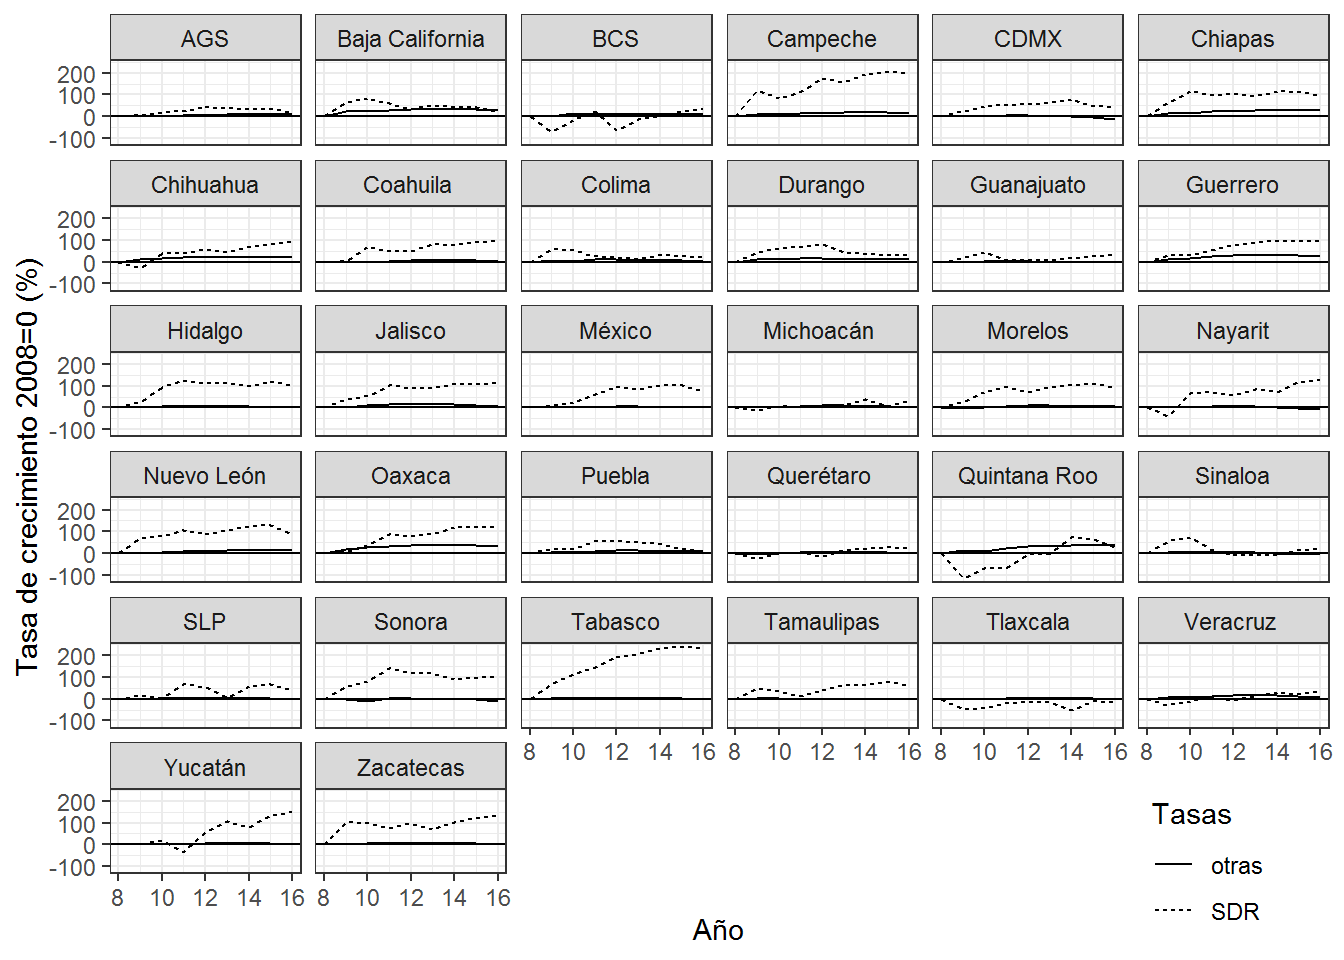 AGS Baja California BCS Campeche CDMX Chiapas
200
100
0
-100
Chihuahua Coahuila Colima Durango Guanajuato Guerrero
200
100
0
-100
Hidalgo Jalisco México Michoacán Morelos Nayarit
200
100
0
-100
Nuevo León Oaxaca Puebla Querétaro Quintana Roo Sinaloa
200
100
0
-100
SLP Sonora Tabasco Tamaulipas Tlaxcala Veracruz
200
100
0
-100
8 10 12 14 16 8 10 12 14 16 8 10 12 14 16 8 10 12 14 16
Yucatán Zacatecas
200
100
0
-100
8 10 12 14 16 8 10 12 14 16
Tasa de crecimiento 2008=0 (%)
Año
Tasas
otras
SDR